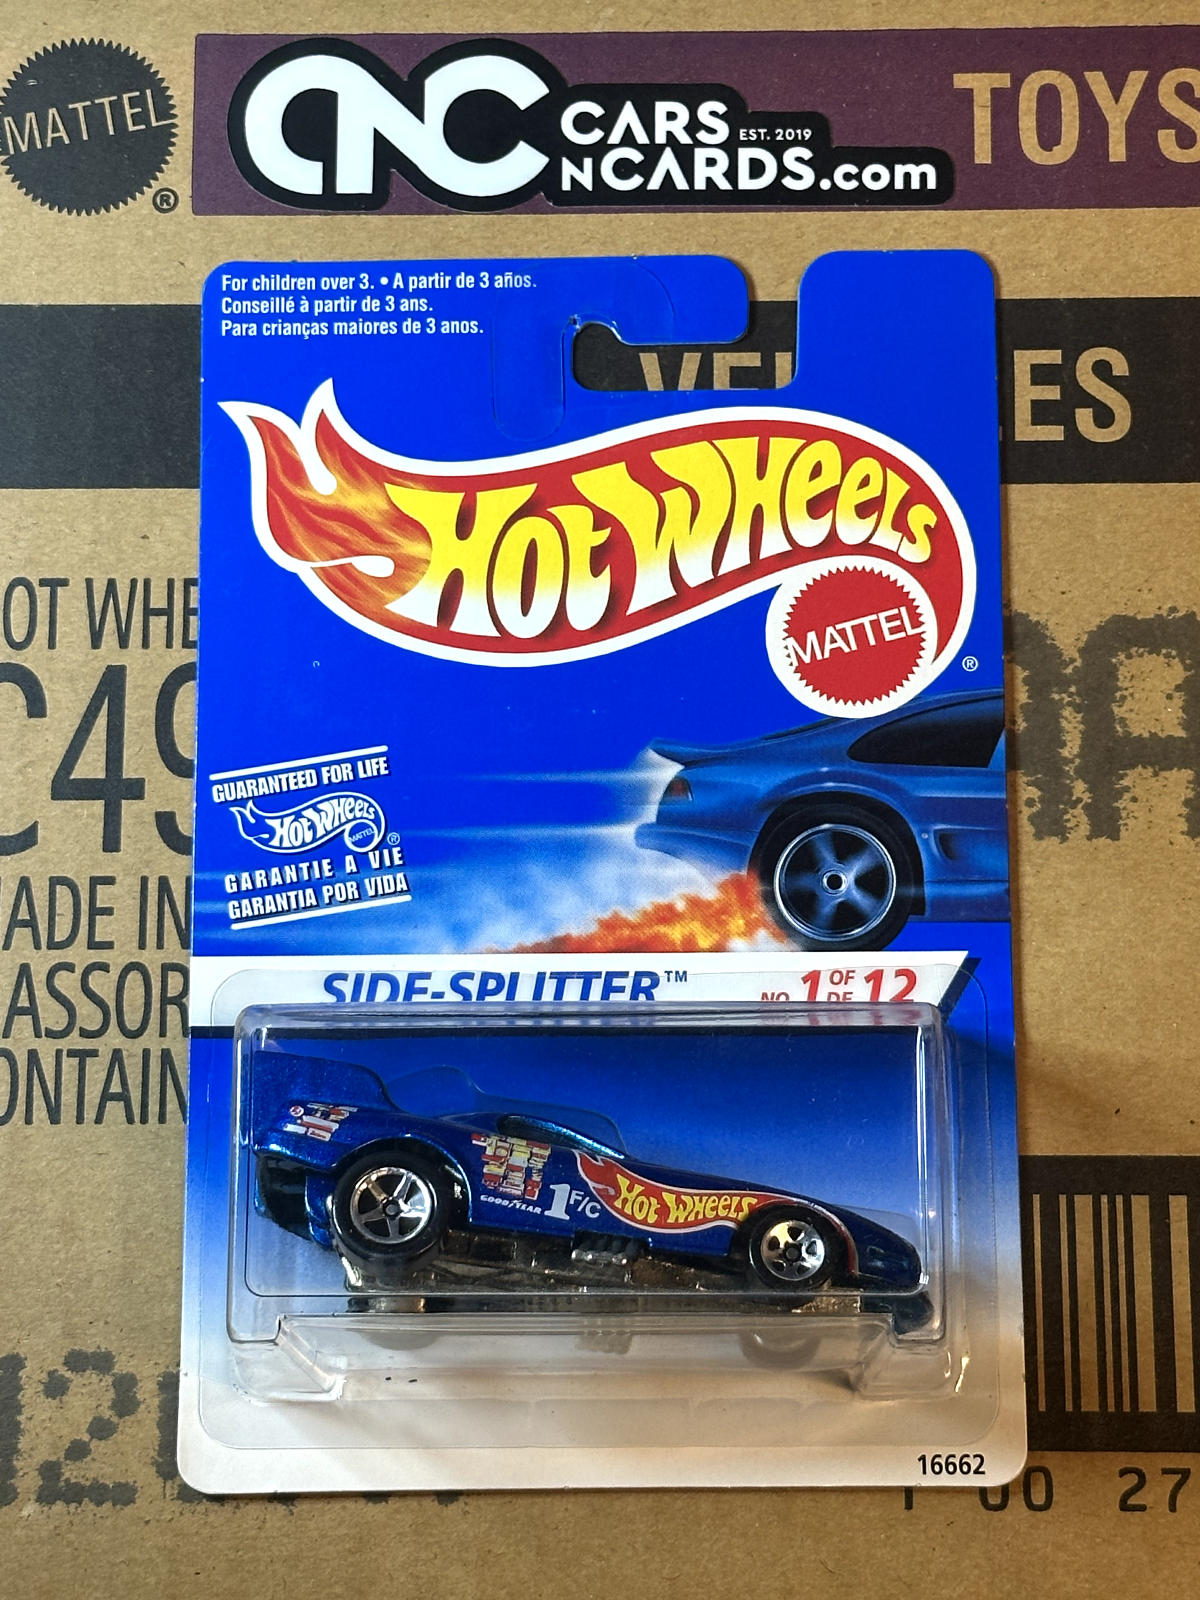 MATTEL
®
CNC
CARS
EST. 2019
NCARDS.com
TOYS
For children over 3. • A partir de 3 años.
Conseillé à partir de 3 ans.
Para crianças maiores de 3 anos.
HOT WHEELS
MATTEL
®
GUARANTEED FOR LIFE
HOT WHEELS
MATTEL
®
GARANTIE A VIE
GARANTIA POR VIDA
SIDE-SPLITTER™
NO. 1 OF 12
DE
GOODYEAR
1 F/C
HOT WHEELS
16662
OT WHE
C49
ADE IN
ASSOR
ONTAIN
00 27